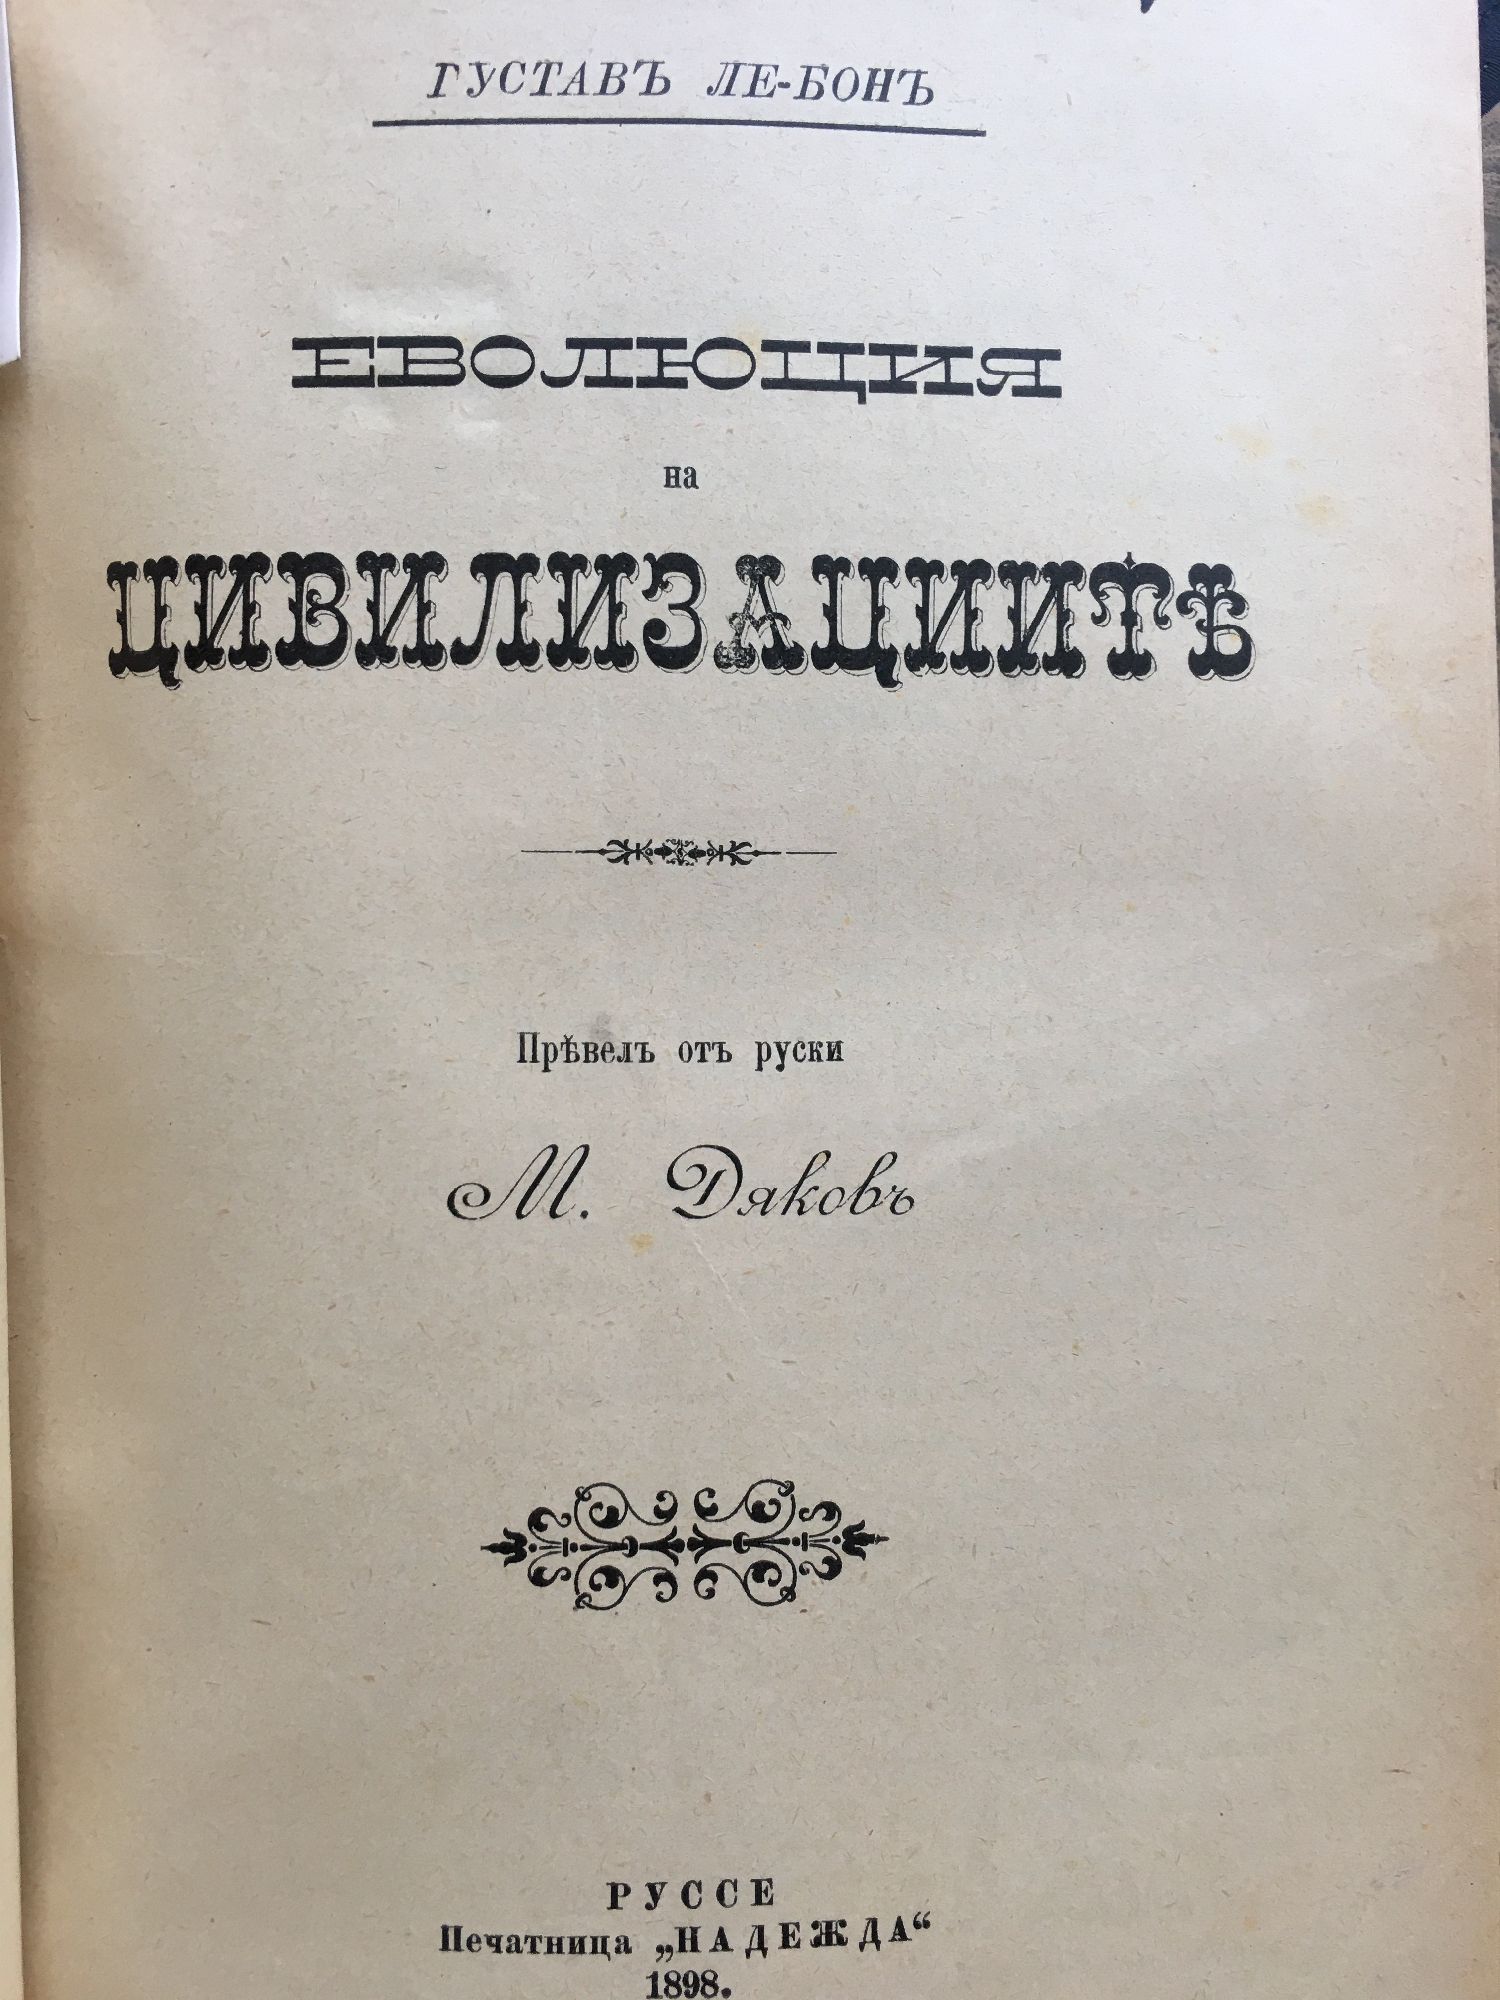 ГУСТАВЪ ЛЕ-БОНЪ
ЕВОЛЮЦИЯ
на
ЦИВИЛИЗАЦИИТѢ
Прѣвелъ отъ руски
М. Дяковъ
РУССЕ
Печатница „НАДЕЖДА“
1898.